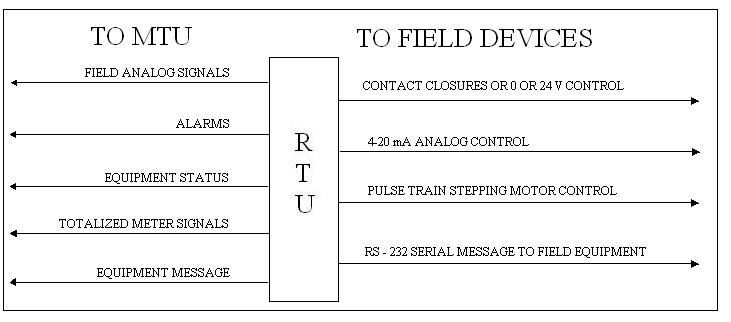 TO MTU
TO FIELD DEVICES
FIELD ANALOG SIGNALS
ALARMS
EQUIPMENT STATUS
TOTALIZED METER SIGNALS
EQUIPMENT MESSAGE
R
T
U
CONTACT CLOSURES OR 0 OR 24 V CONTROL
4-20 mA ANALOG CONTROL
PULSE TRAIN STEPPING MOTOR CONTROL
RS - 232 SERIAL MESSAGE TO FIELD EQUIPMENT